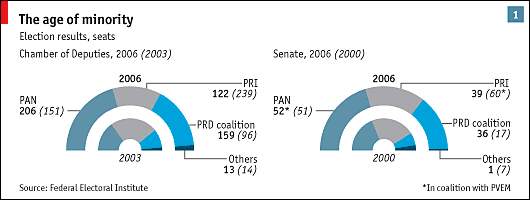 The age of minority
1
Election results, seats
Chamber of Deputies, 2006 (2003)
2006
PRI
122 (239)
PAN
206 (151)
PRD coalition
159 (96)
Others
13 (14)
2003
Senate, 2006 (2000)
2006
PRI
39 (60*)
PAN
52* (51)
PRD coalition
36 (17)
Others
1 (7)
2000
Source: Federal Electoral Institute
*In coalition with PVEM